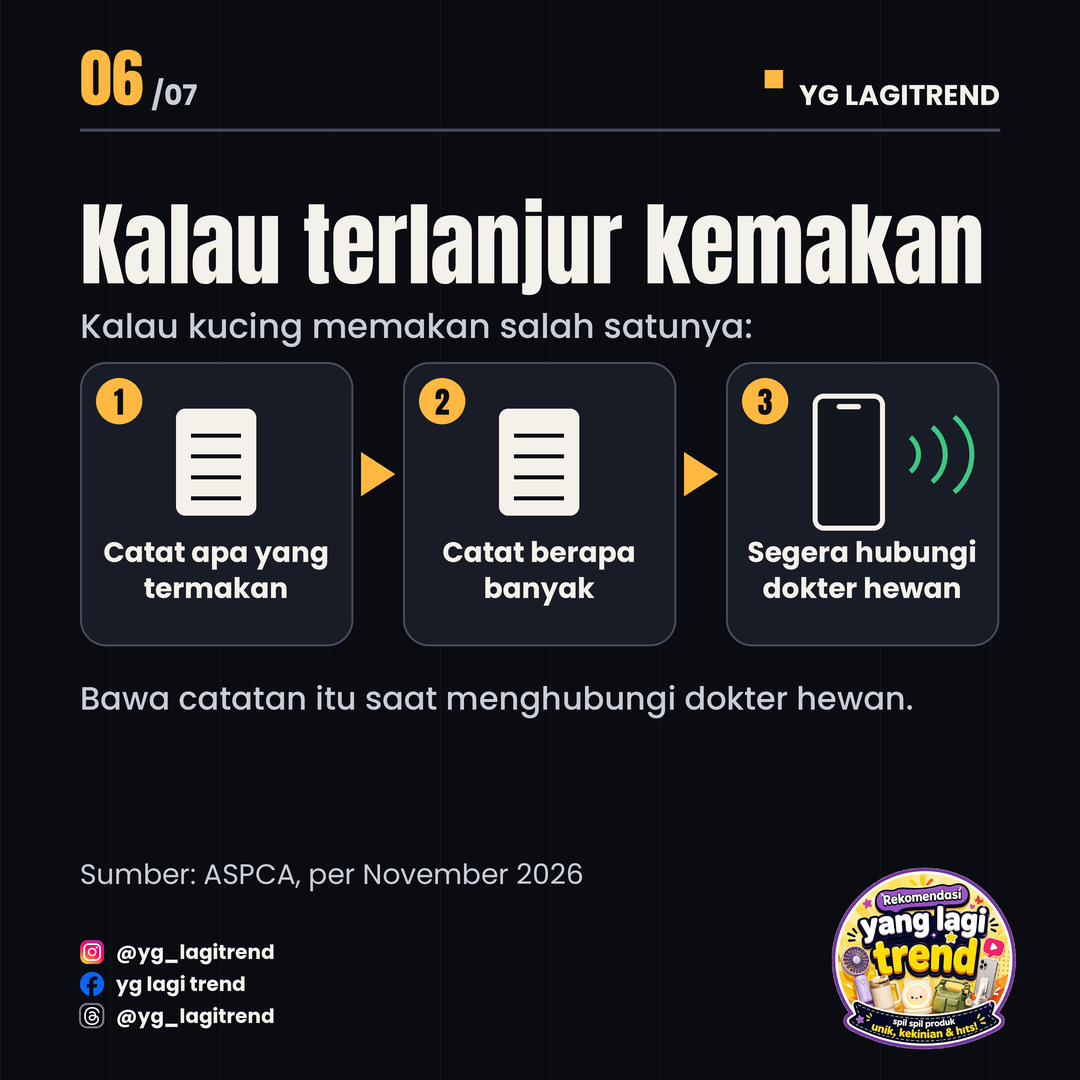 06 /07
YG LAGITREND
Kalau terlanjur kemakan
Kalau kucing memakan salah satunya:
1
Catat apa yang
termakan
2
Catat berapa
banyak
3
Segera hubungi
dokter hewan
Bawa catatan itu saat menghubungi dokter hewan.
Sumber: ASPCA, per November 2026
@yg_lagitrend
yg lagi trend
@yg_lagitrend
Rekomendasi
yang lagi
trend
spil spil produk
unik, kekinian & hits!